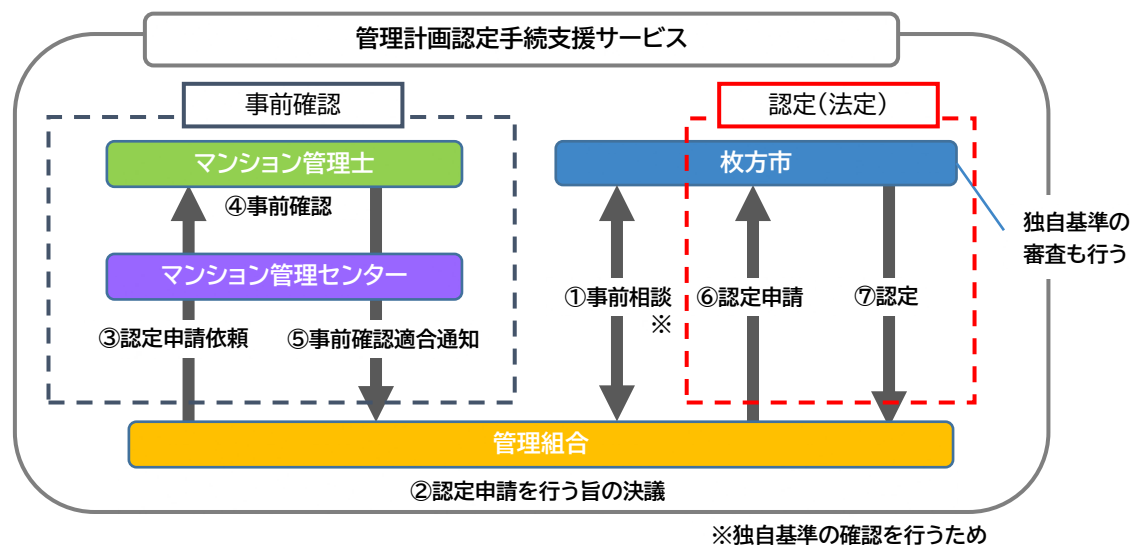 管理計画認定手続支援サービス
事前確認
認定(法定)
マンション管理士
枚方市
④事前確認
独自基準の
審査も行う
マンション管理センター
①事前相談
※
⑥認定申請
⑦認定
③認定申請依頼
⑤事前確認適合通知
管理組合
②認定申請を行う旨の決議
※独自基準の確認を行うため